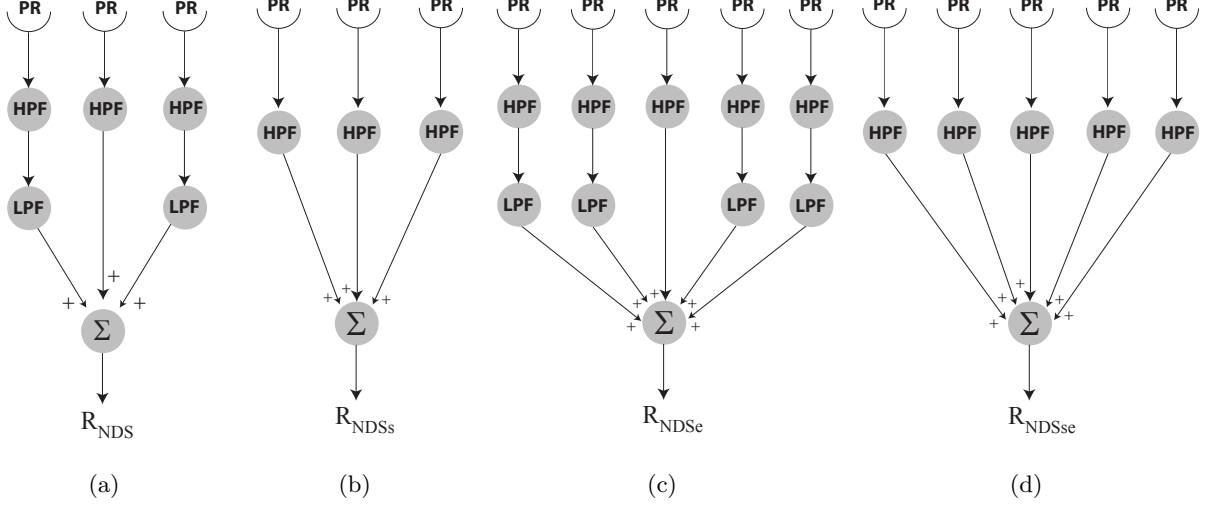 PR PR PR PR PR PR PR PR PR PR PR PR PR PR PR PR
HPF HPF HPF HPF HPF HPF HPF HPF
HPF HPF HPF HPF HPF HPF HPF HPF
LPF LPF LPF LPF LPF LPF
+ + +
+ + +
+ + + + +
+ + + + +
Σ Σ Σ Σ
R_NDS R_NDSs R_NDSe R_NDSse
(a) (b) (c) (d)